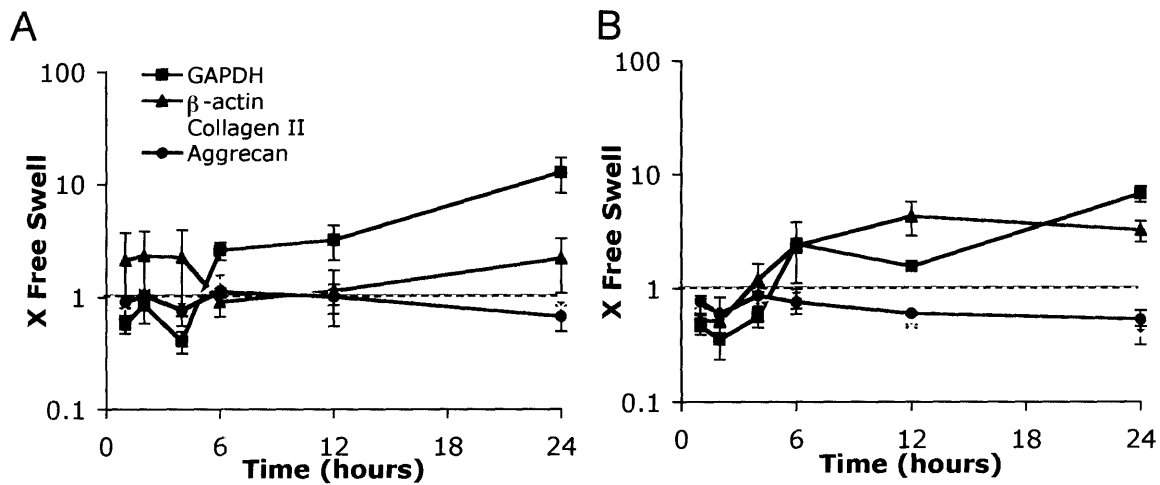 A
100
10
1
0.1
X Free Swell
GAPDH
β-actin
Collagen II
Aggrecan
0 6 12 18 24
Time (hours)
B
100
10
1
0.1
X Free Swell
0 6 12 18 24
Time (hours)